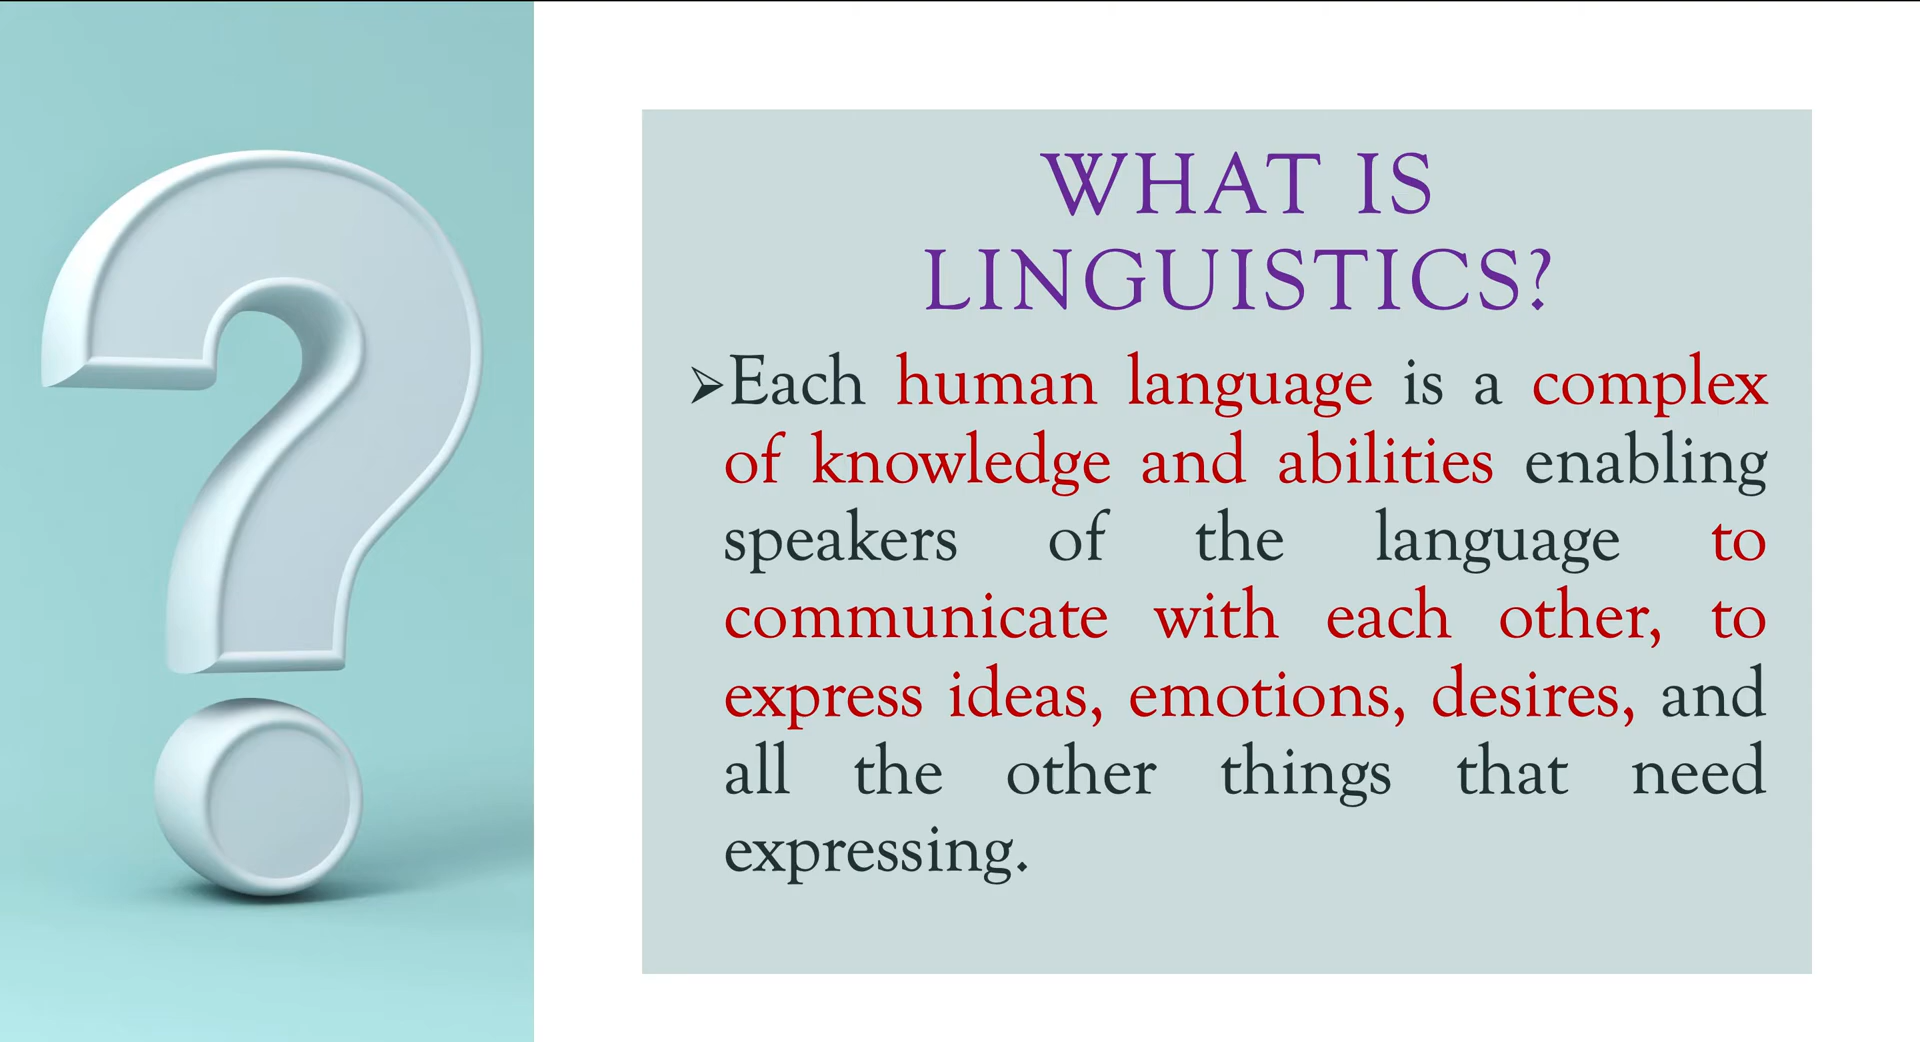 WHAT IS
LINGUISTICS?
➢Each human language is a complex
of knowledge and abilities enabling
speakers of the language to
communicate with each other, to
express ideas, emotions, desires, and
all the other things that need
expressing.